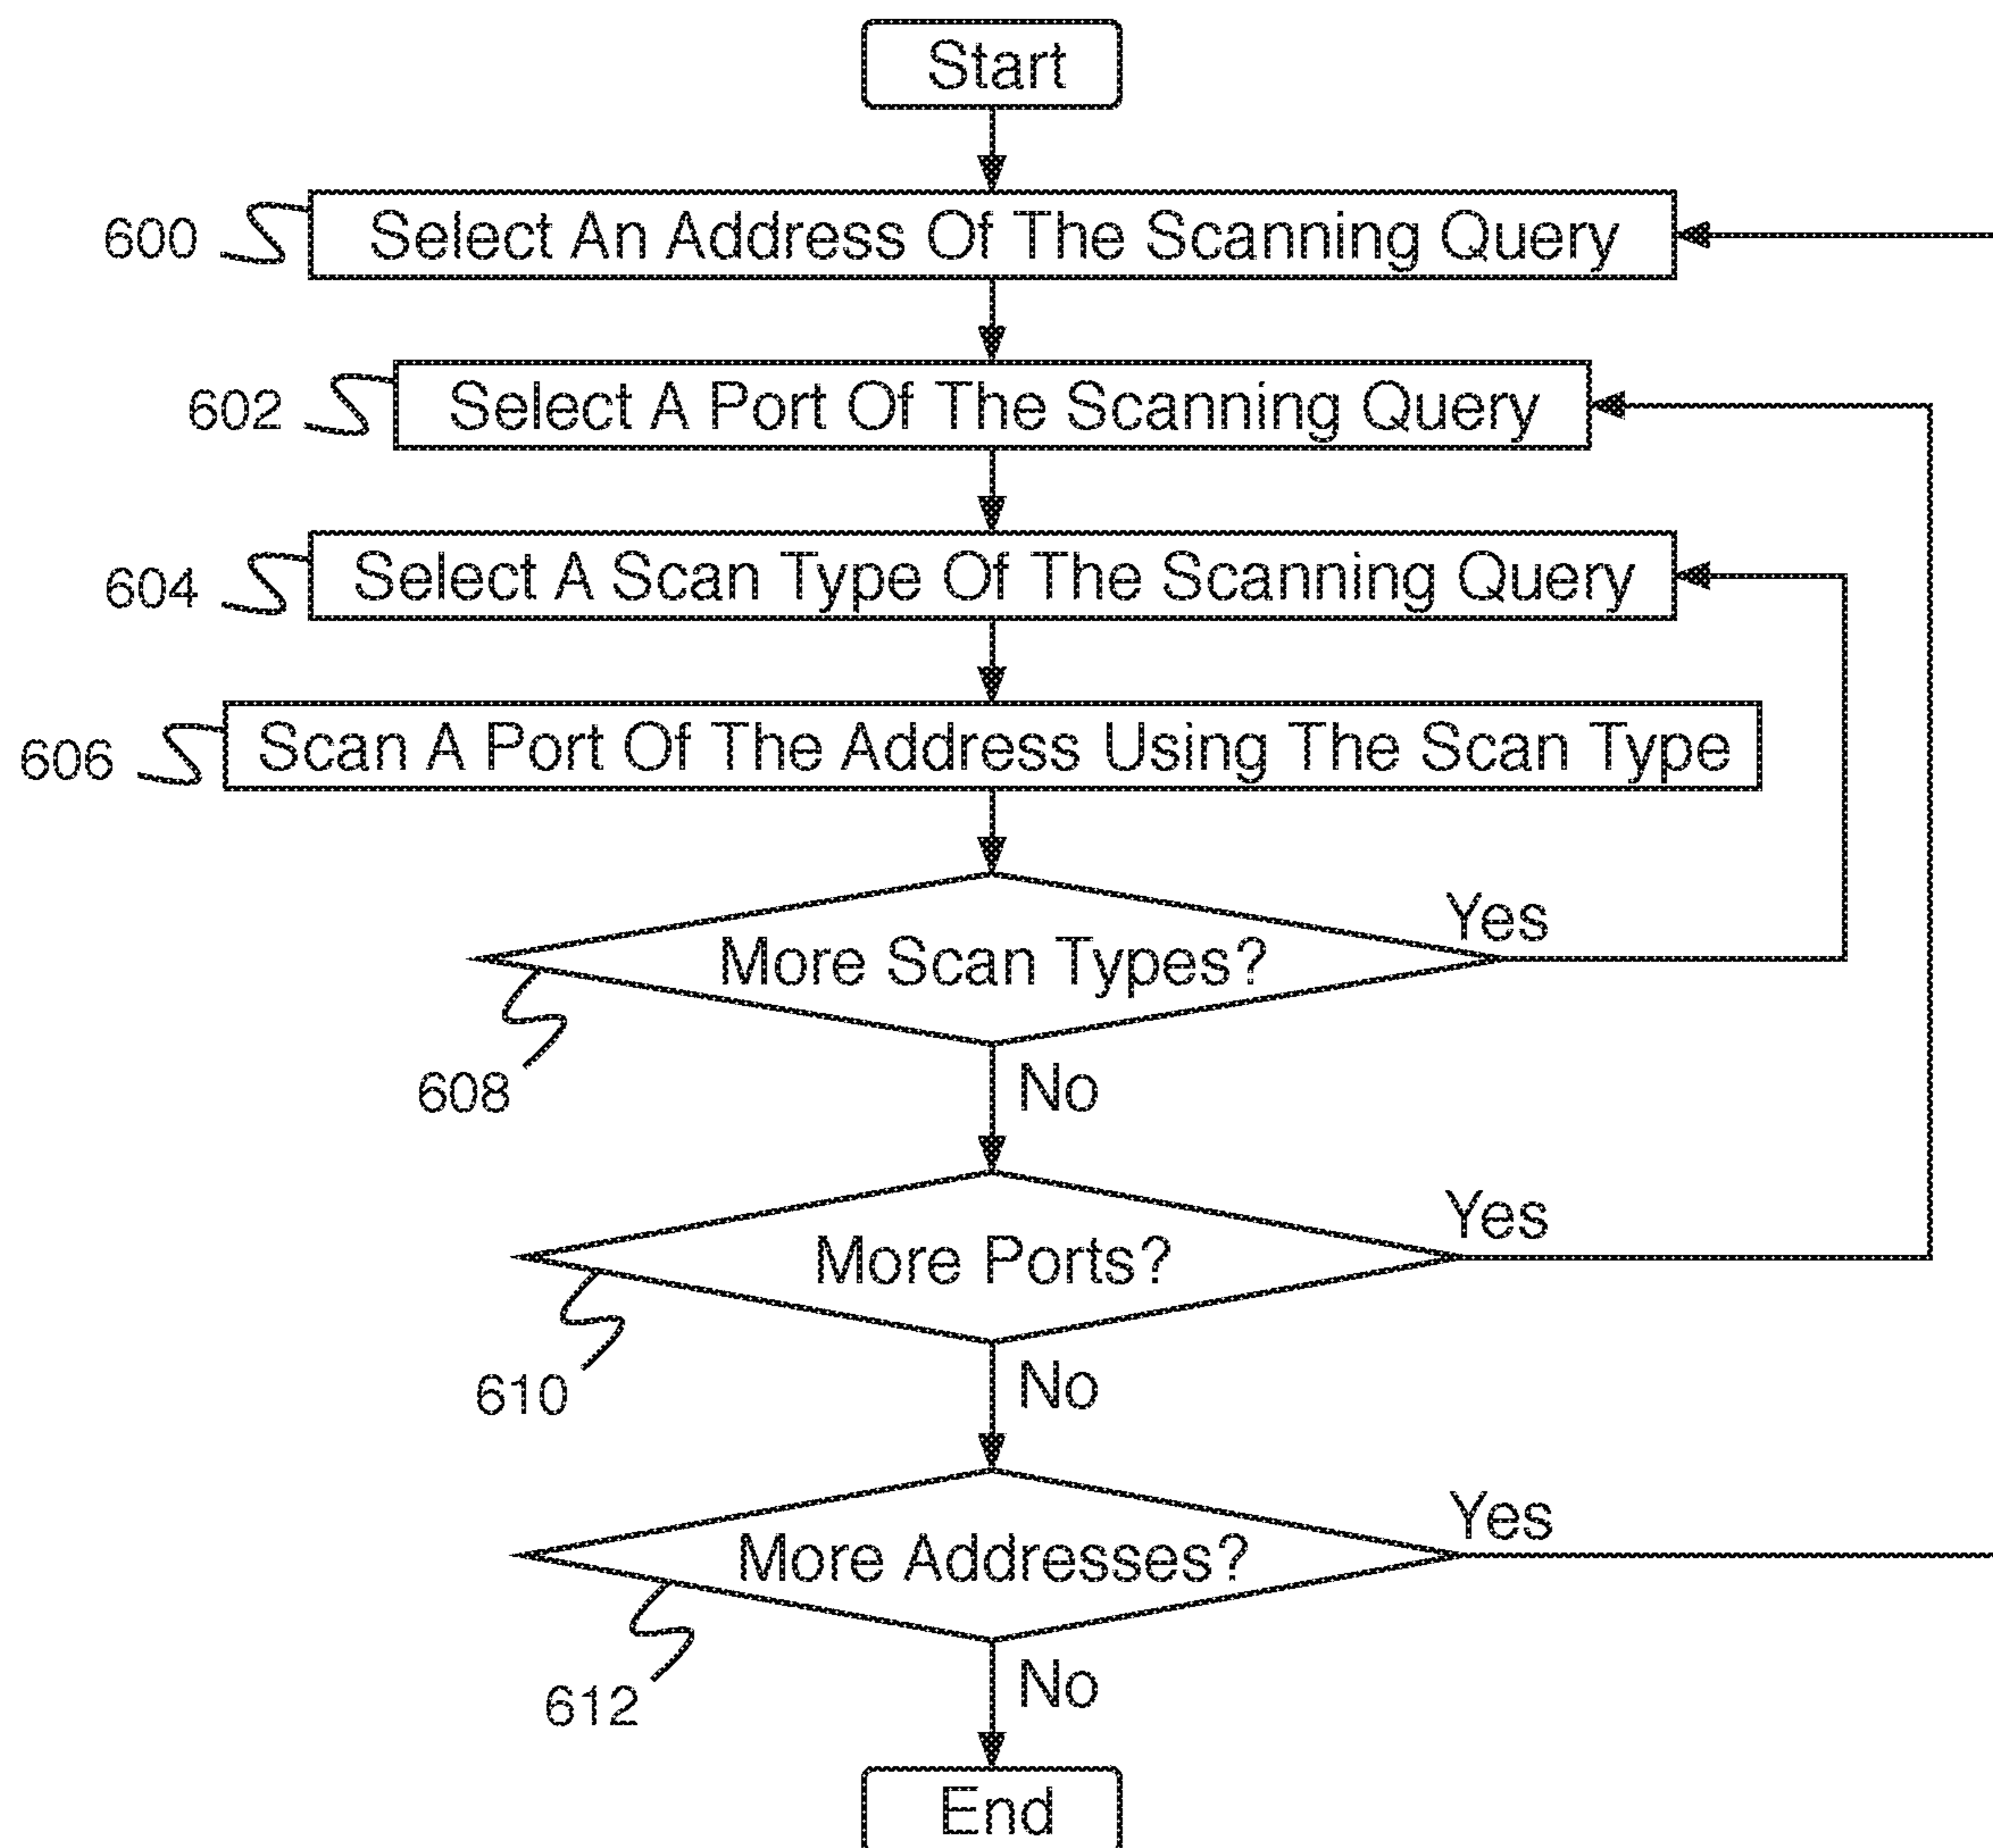 Start
600
Select An Address Of The Scanning Query
602
Select A Port Of The Scanning Query
604
Select A Scan Type Of The Scanning Query
606
Scan A Port Of The Address Using The Scan Type
Yes
More Scan Types?
608
No
Yes
More Ports?
610
No
Yes
More Addresses?
612
No
End